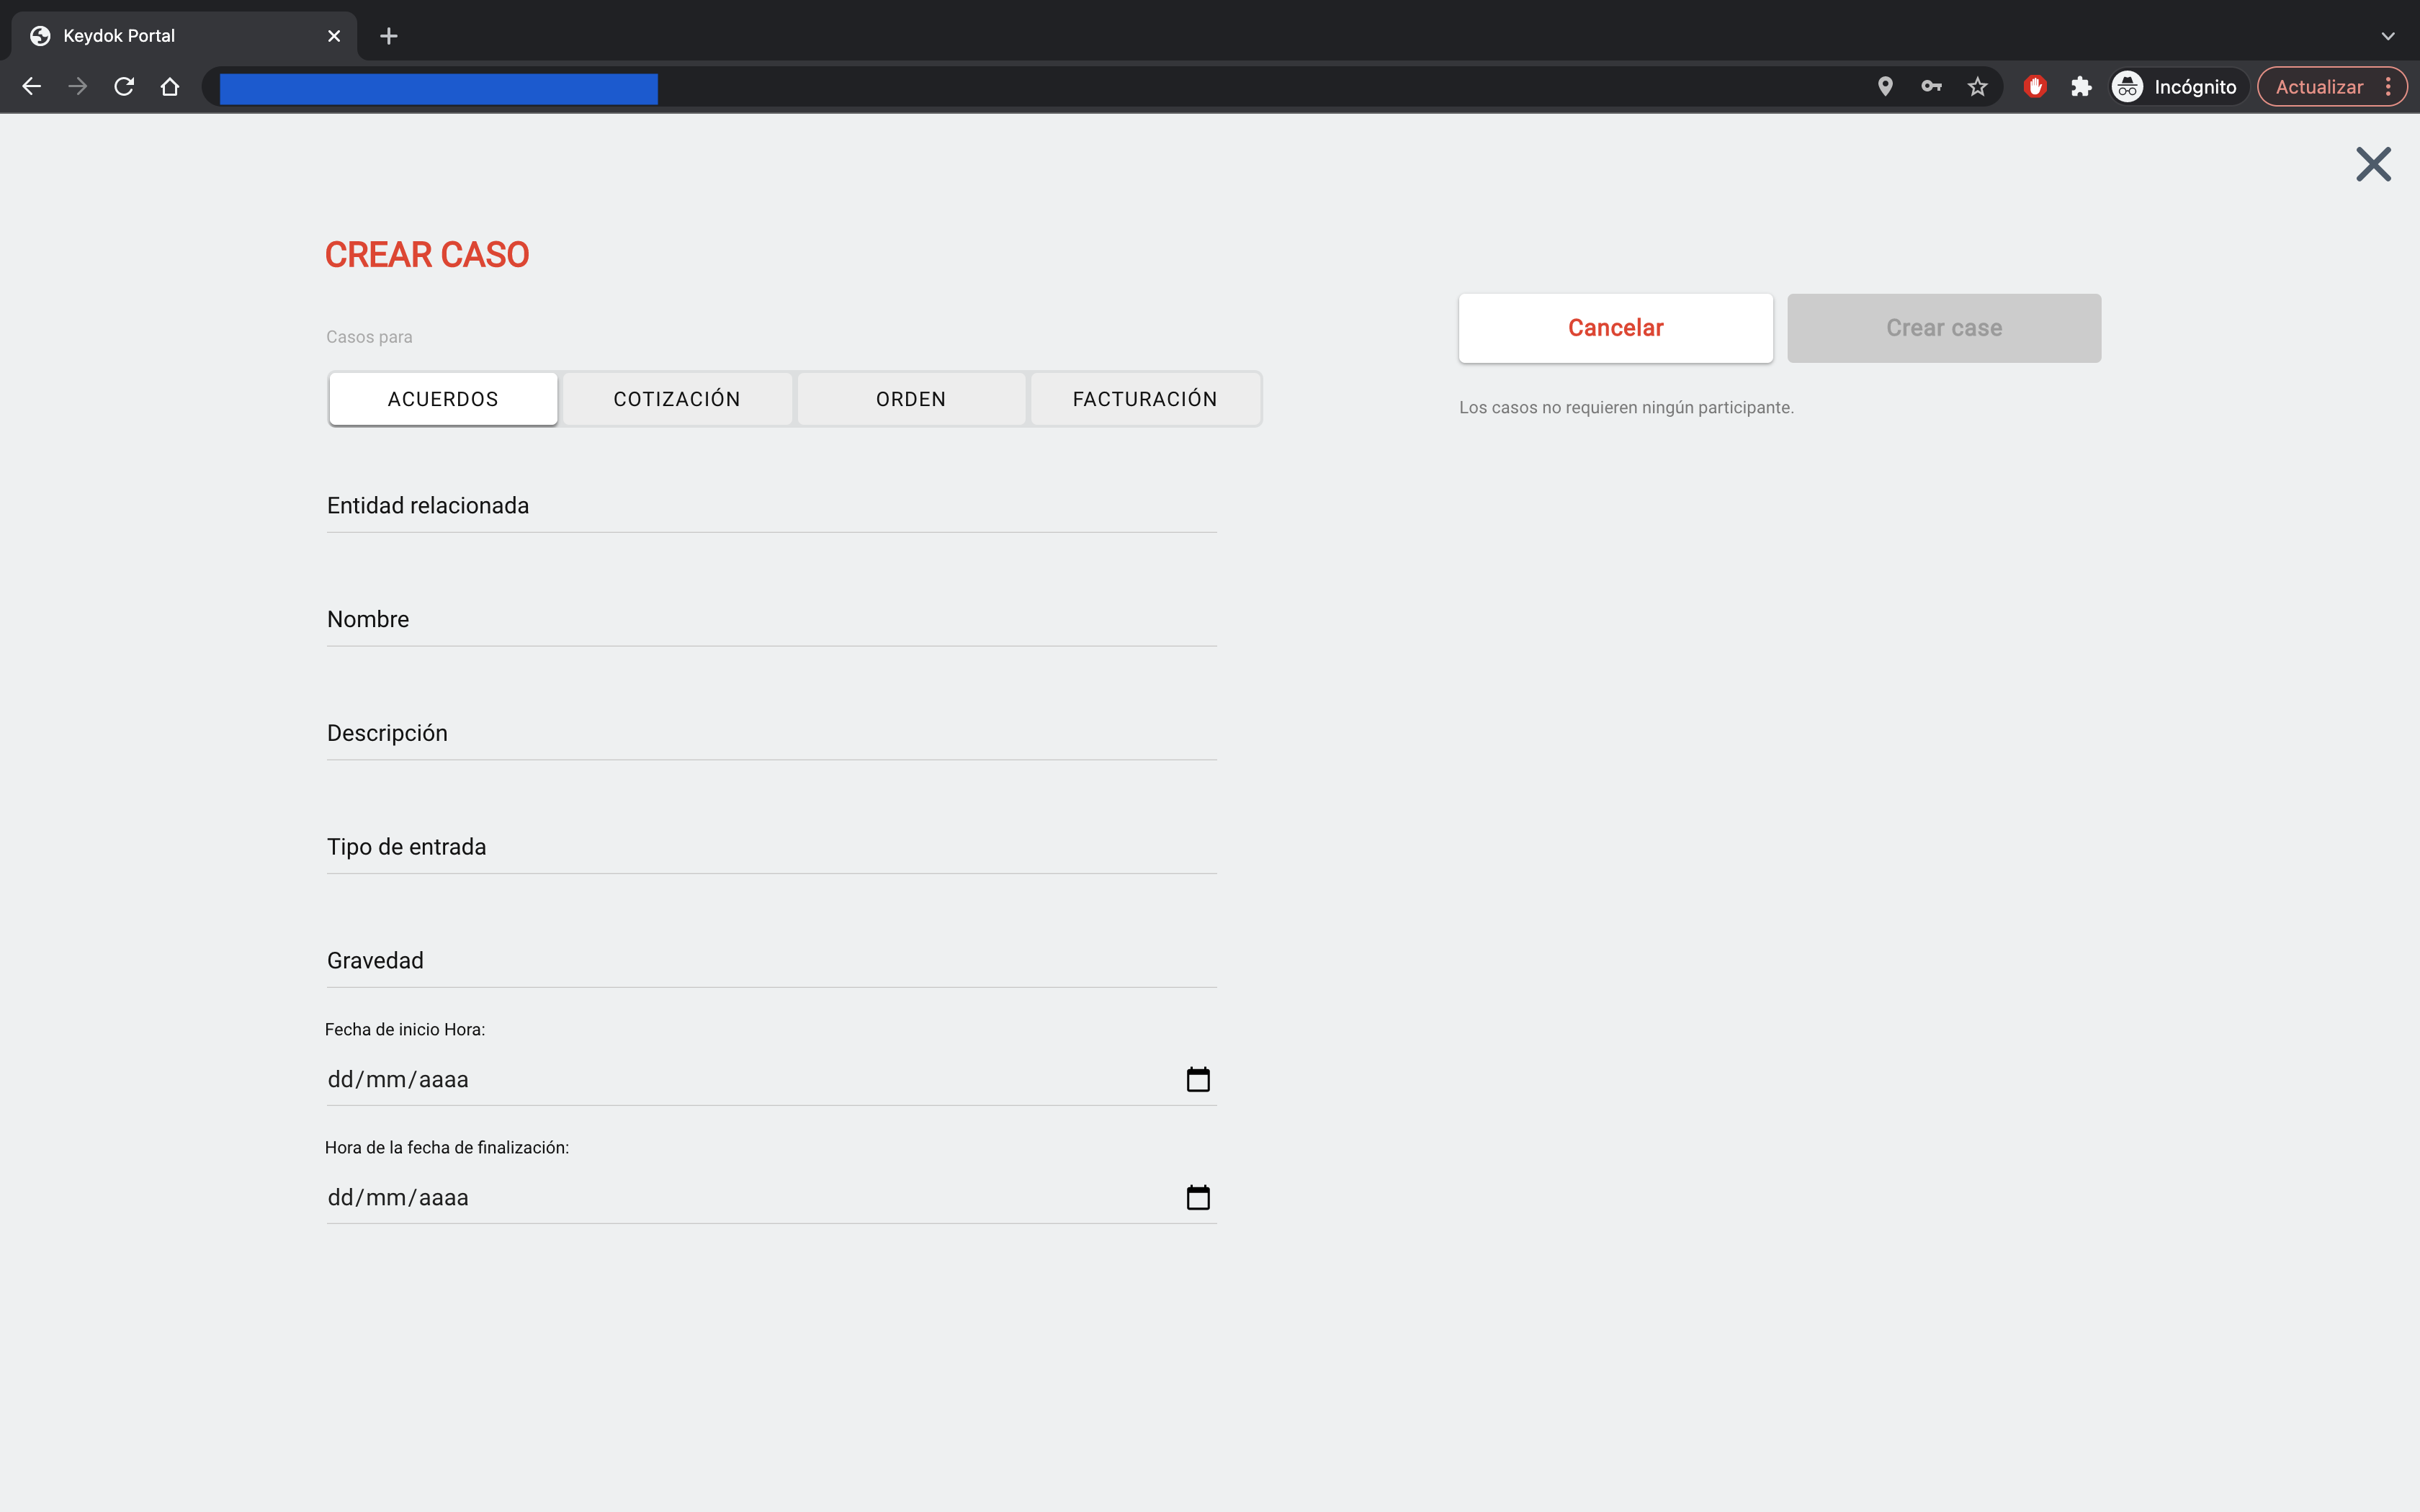 Keydok Portal
Incógnito
Actualizar
CREAR CASO
Casos para
ACUERDOS
COTIZACIÓN
ORDEN
FACTURACIÓN
Cancelar
Crear case
Los casos no requieren ningún participante.
Entidad relacionada
Nombre
Descripción
Tipo de entrada
Gravedad
Fecha de inicio Hora:
dd/mm/aaaa
Hora de la fecha de finalización:
dd/mm/aaaa